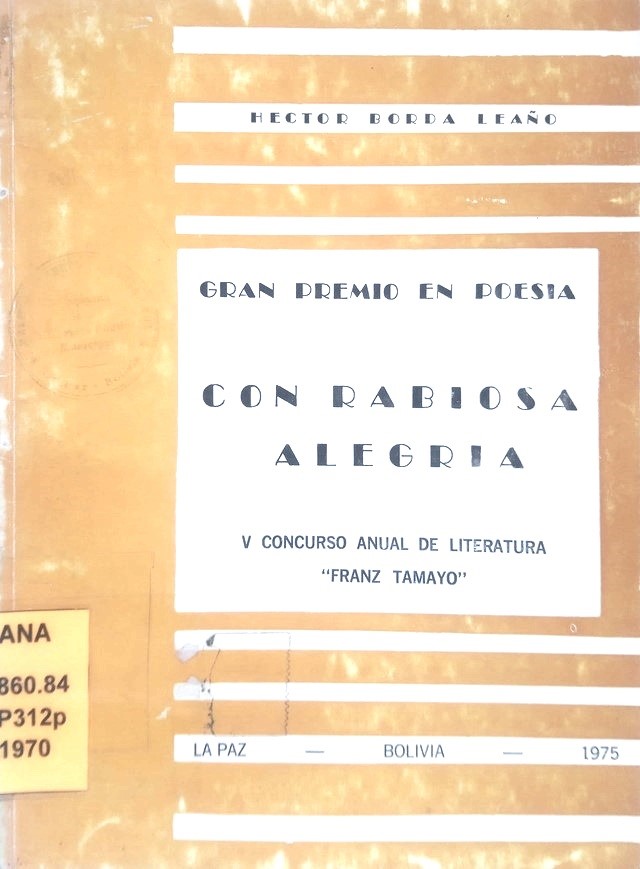 HECTOR BORDA LEAÑO
GRAN PREMIO EN POESIA
CON RABIOSA
ALEGRIA
V CONCURSO ANUAL DE LITERATURA
"FRANZ TAMAYO"
ANA
860.84
P312p
1970
LA PAZ — BOLIVIA — 1975